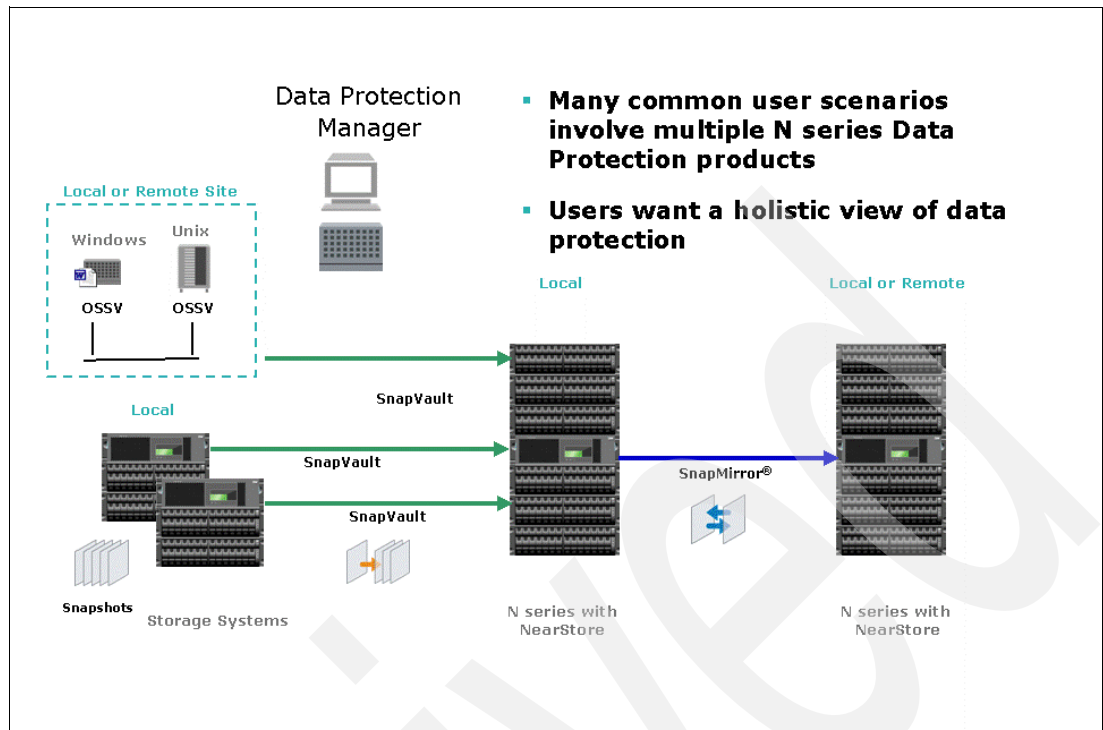 Data Protection
Manager
▪ Many common user scenarios
involve multiple N series Data
Protection products
▪ Users want a holistic view of data
protection
Local or Remote Site
Windows
Unix
OSSV
OSSV
Local
Local or Remote
SnapVault
Local
SnapVault
SnapVault
SnapMirror®
Snapshots
Storage Systems
N series with
NearStore
N series with
NearStore